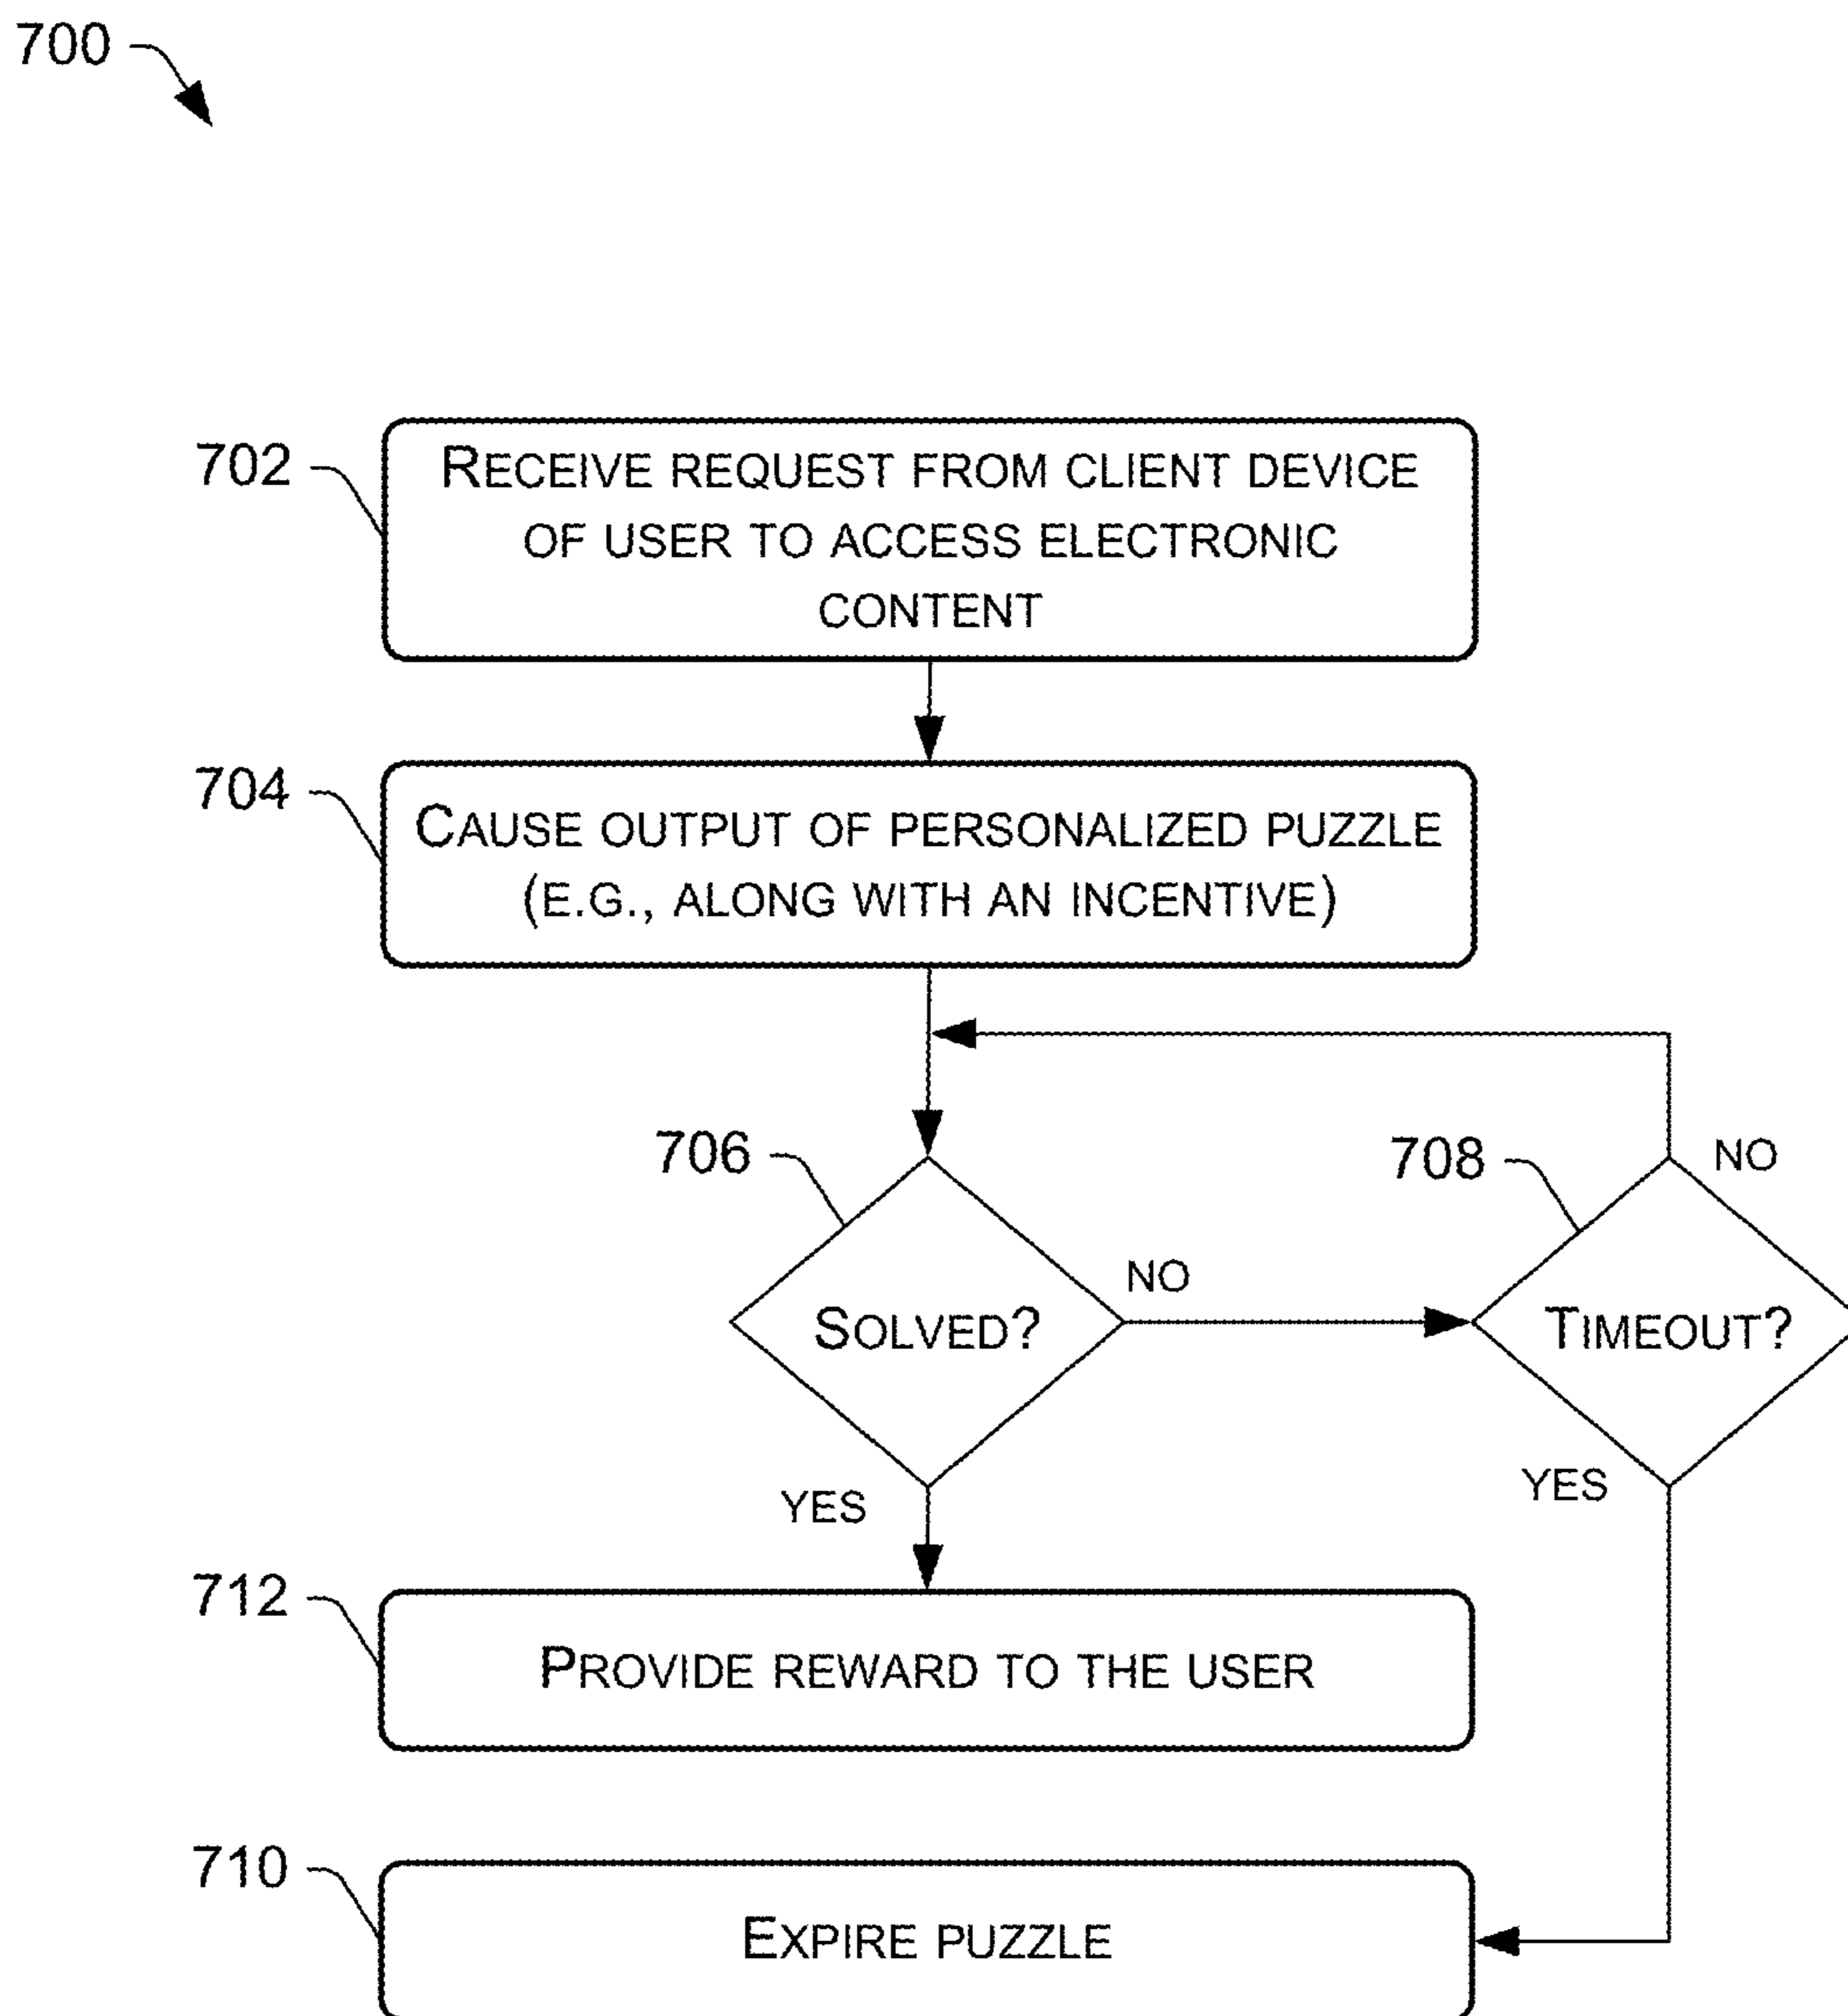 700
702
RECEIVE REQUEST FROM CLIENT DEVICE
OF USER TO ACCESS ELECTRONIC
CONTENT
704
CAUSE OUTPUT OF PERSONALIZED PUZZLE
(E.G., ALONG WITH AN INCENTIVE)
706
SOLVED?
NO
YES
708
TIMEOUT?
NO
YES
712
PROVIDE REWARD TO THE USER
710
EXPIRE PUZZLE